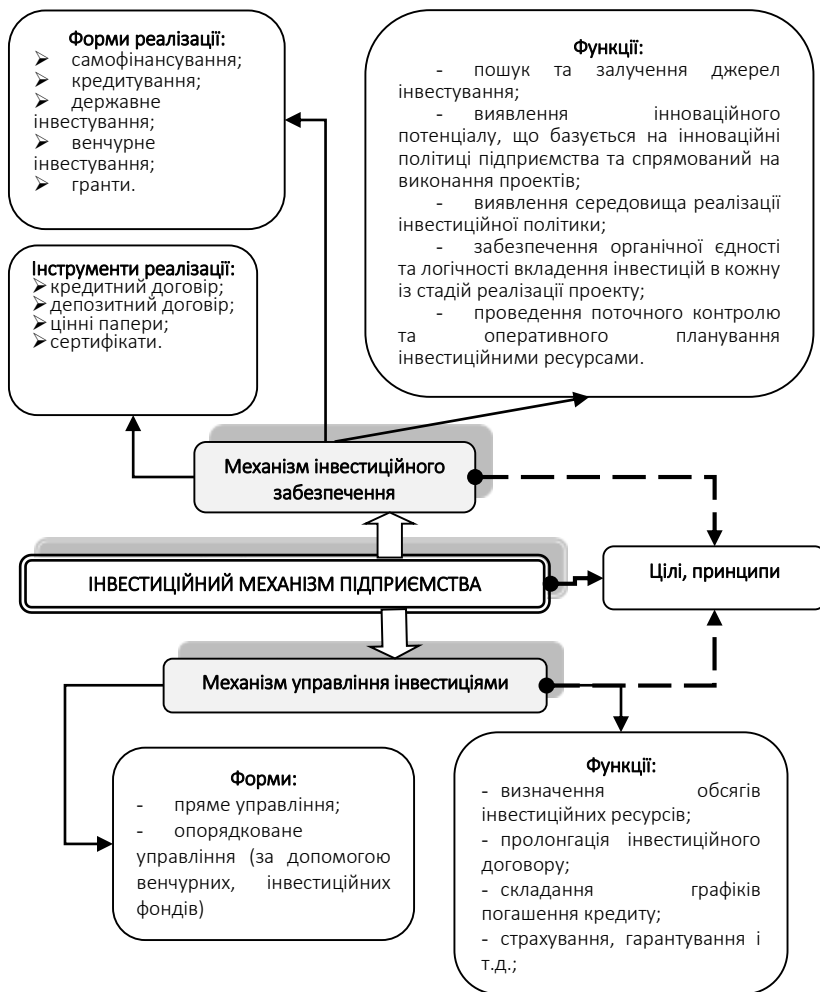 Форми реалізації:
➢ самофінансування;
➢ кредитування;
➢ державне
інвестування;
➢ венчурне
інвестування;
➢ гранти.
Функції:
- пошук та залучення джерел
інвестування;
- виявлення інноваційного
потенціалу, що базується на інноваційні
політиці підприємства та спрямований на
виконання проектів;
- виявлення середовища реалізації
інвестиційної політики;
- забезпечення органічної єдності
та логічності вкладення інвестицій в кожну
із стадій реалізації проекту;
- проведення поточного контролю
та оперативного планування
інвестиційними ресурсами.
Інструменти реалізації:
➢ кредитний договір;
➢ депозитний договір;
➢ цінні папери;
➢ сертифікати.
Механізм інвестиційного
забезпечення
ІНВЕСТИЦІЙНИЙ МЕХАНІЗМ ПІДПРИЄМСТВА
Цілі, принципи
Механізм управління інвестиціями
Форми:
- пряме управління;
- опорядковане
управління (за допомогою
венчурних, інвестиційних
фондів)
Функції:
- визначення обсягів
інвестиційних ресурсів;
- пролонгація інвестиційного
договору;
- складання графіків
погашення кредиту;
- страхування, гарантування і
т.д.;